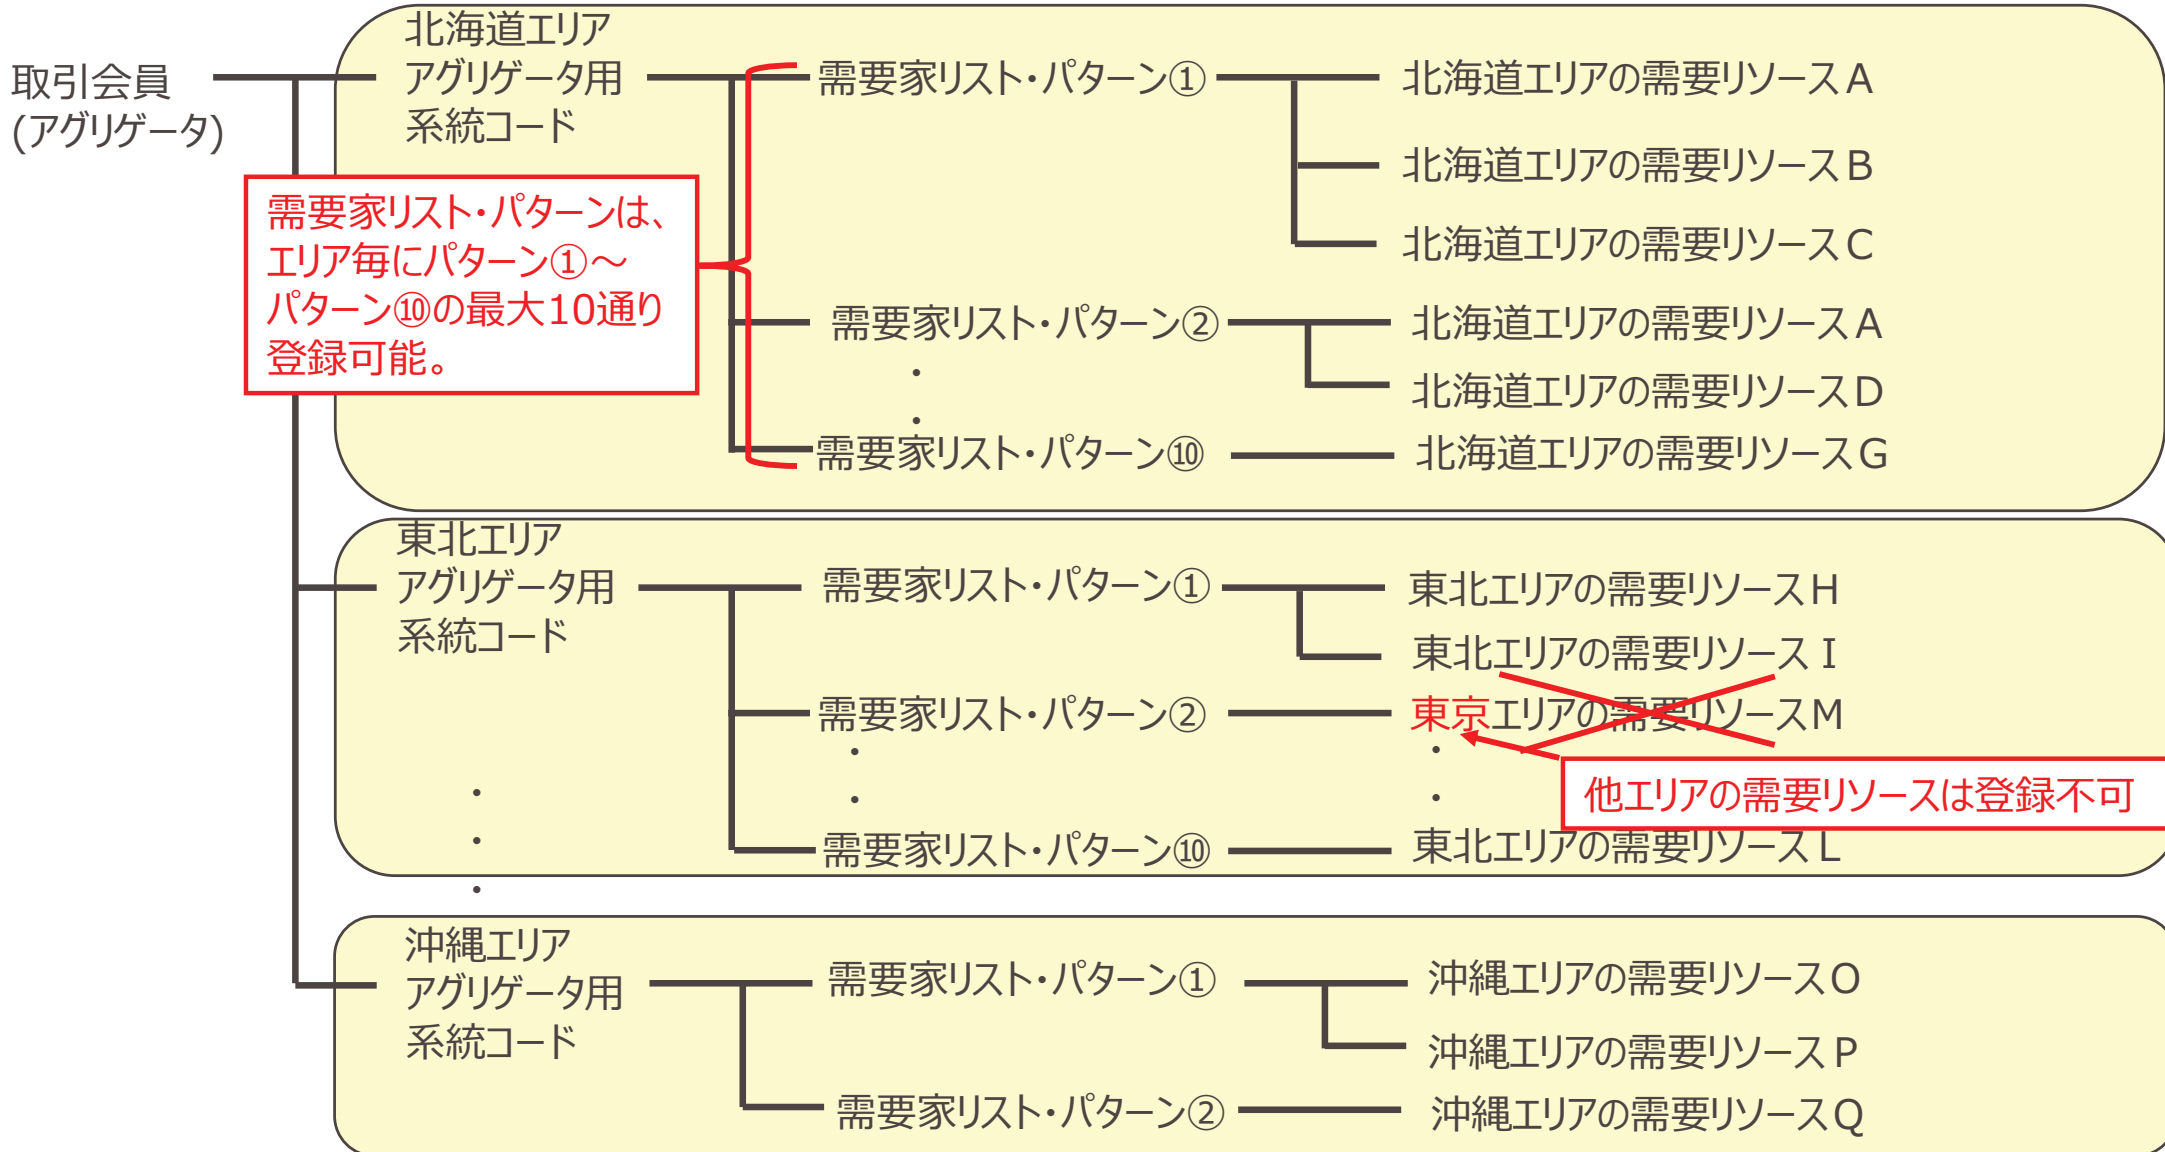 取引会員
(アグリゲータ)
北海道エリア
アグリゲータ用
系統コード
需要家リスト・パターン①
北海道エリアの需要リソースA
北海道エリアの需要リソースB
北海道エリアの需要リソースC
需要家リスト・パターンは、
エリア毎にパターン①～
パターン⑩の最大10通り
登録可能。
需要家リスト・パターン②
北海道エリアの需要リソースA
北海道エリアの需要リソースD
・
・
需要家リスト・パターン⑩
北海道エリアの需要リソースG
東北エリア
アグリゲータ用
系統コード
需要家リスト・パターン①
東北エリアの需要リソースH
東北エリアの需要リソースI
需要家リスト・パターン②
東京エリアの需要リソースM
・
・
・
・
他エリアの需要リソースは登録不可
需要家リスト・パターン⑩
東北エリアの需要リソースL
・
・
・
沖縄エリア
アグリゲータ用
系統コード
需要家リスト・パターン①
沖縄エリアの需要リソースO
沖縄エリアの需要リソースP
需要家リスト・パターン②
沖縄エリアの需要リソースQ